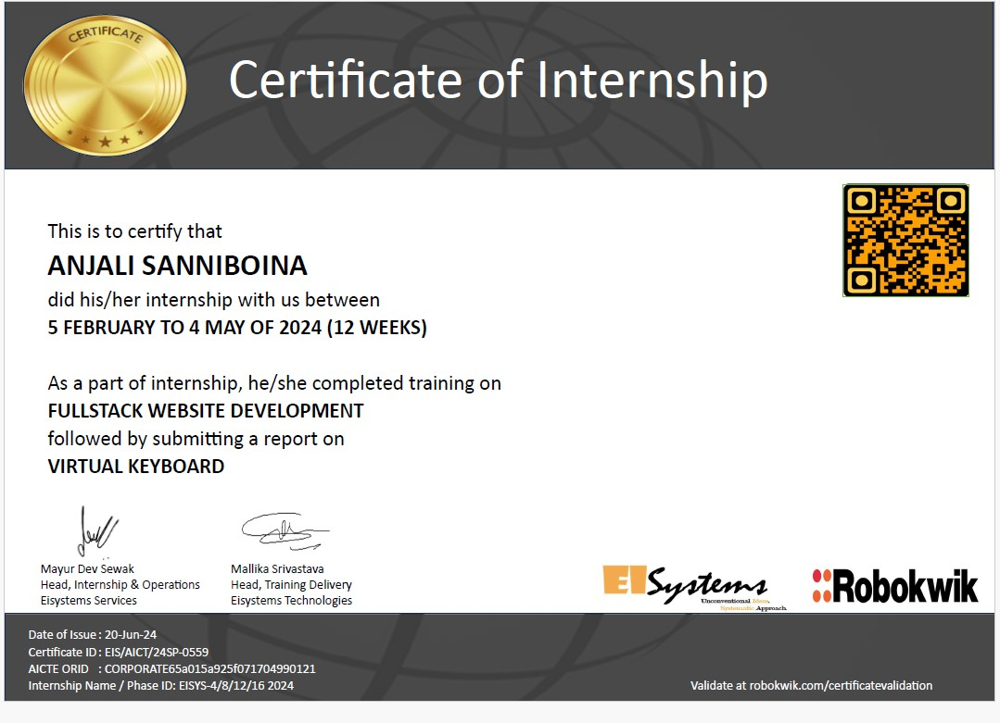 CERTIFICATE
Certificate of Internship
This is to certify that
ANJALI SANNIBOINA
did his/her internship with us between
5 FEBRUARY TO 4 MAY OF 2024 (12 WEEKS)
As a part of internship, he/she completed training on
FULLSTACK WEBSITE DEVELOPMENT
followed by submitting a report on
VIRTUAL KEYBOARD
Mayur Dev Sewak
Head, Internship & Operations
Eisystems Services
Mallika Srivastava
Head, Training Delivery
Eisystems Technologies
EI Systems
Unconventional Ideas.
Systematic Approach.
Robokwik
Date of Issue : 20-Jun-24
Certificate ID : EIS/AICT/24SP-0559
AICTE ORID : CORPORATE65a015a925f071704990121
Internship Name / Phase ID: EISYS-4/8/12/16 2024
Validate at robokwik.com/certificatevalidation